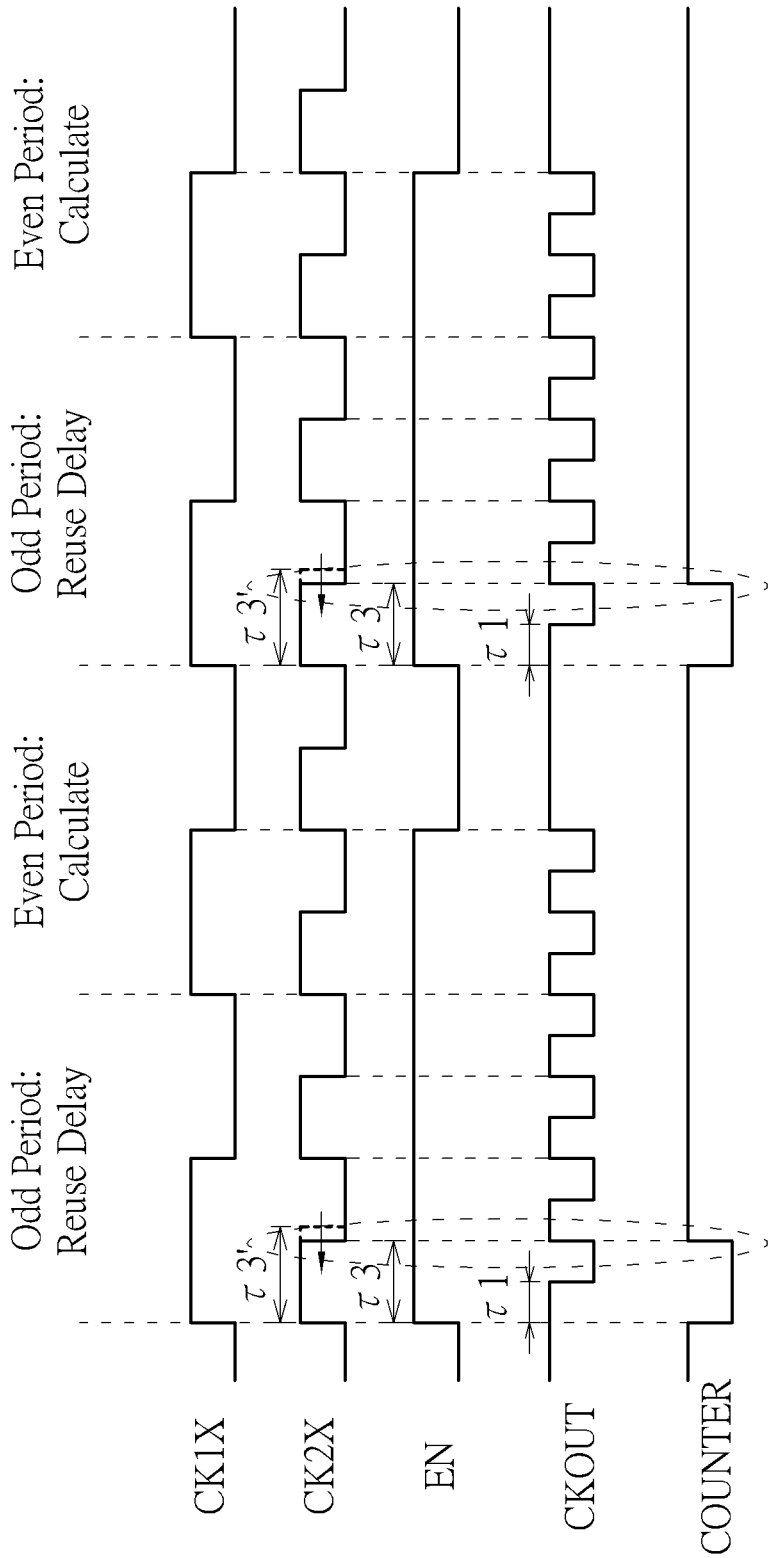 Odd Period:
Reuse Delay
Even Period:
Calculate
Odd Period:
Reuse Delay
Even Period:
Calculate
CK1X
CK2X
τ 3'
τ 3'
EN
τ 3
τ 3
CKOUT
τ 1
τ 1
COUNTER